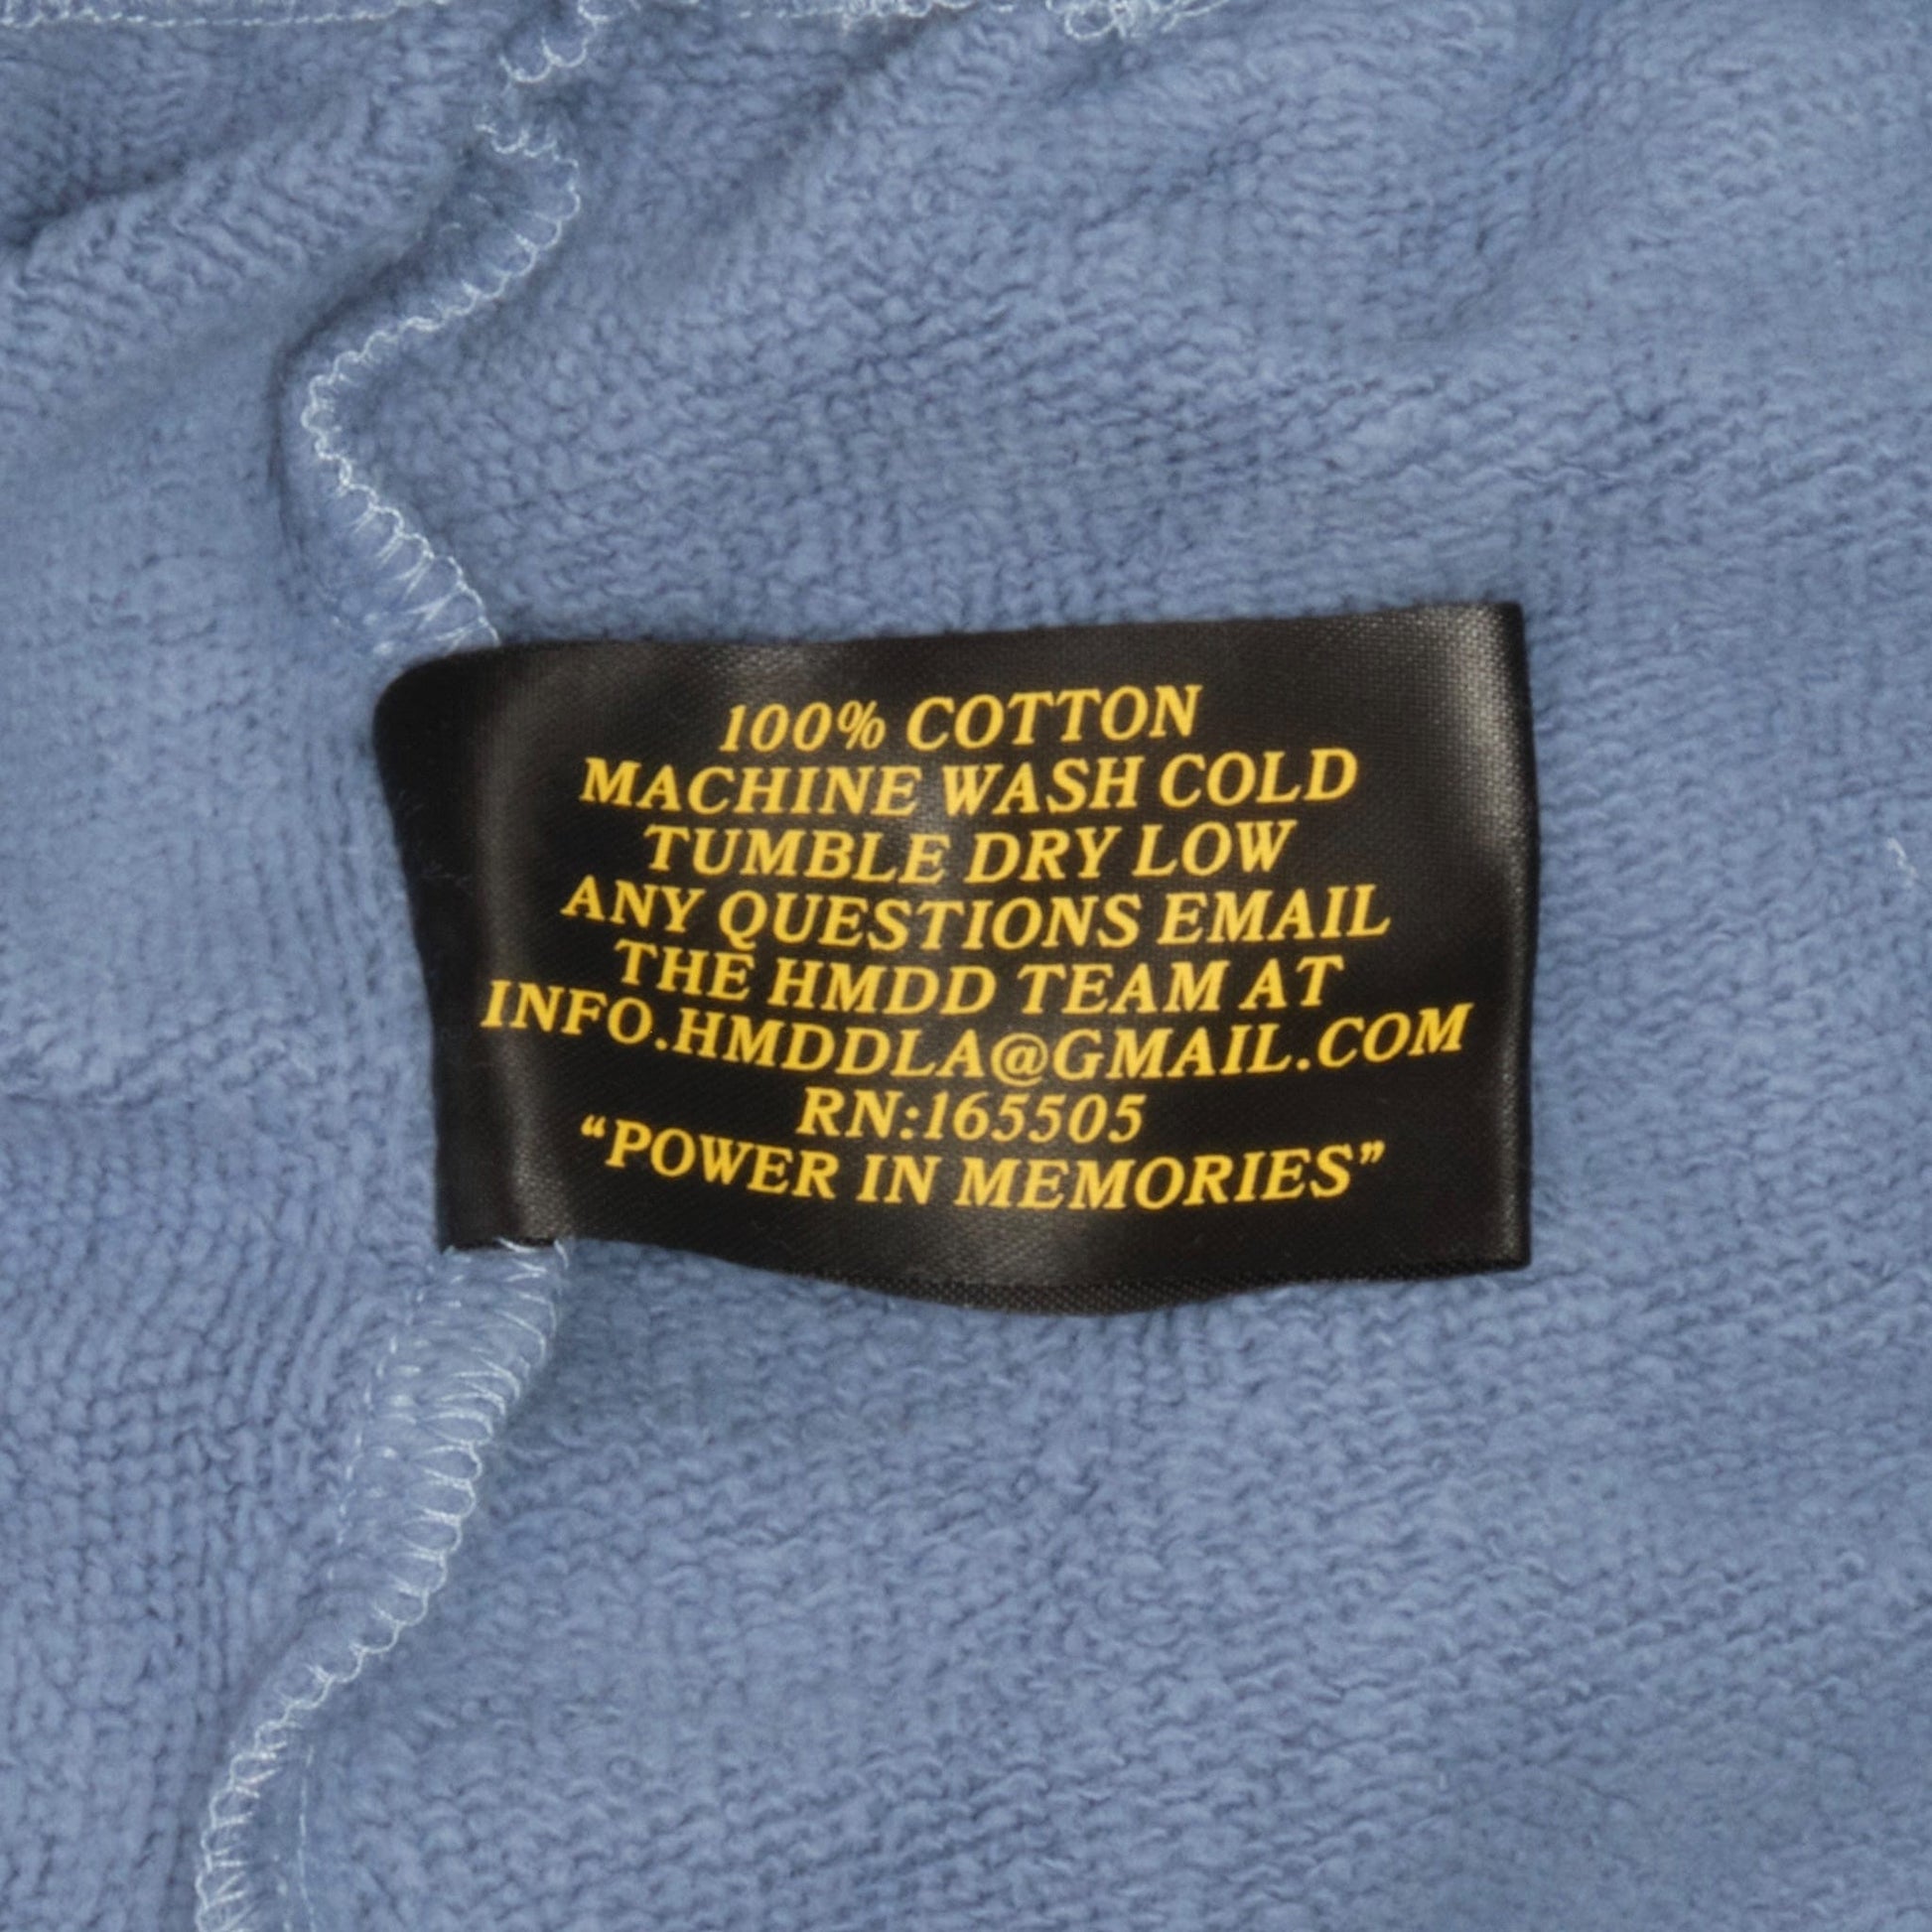 100% COTTON
MACHINE WASH COLD
TUMBLE DRY LOW
ANY QUESTIONS EMAIL
THE HMDD TEAM AT
INFO.HMDDLA@GMAIL.COM
RN:165505
“POWER IN MEMORIES”